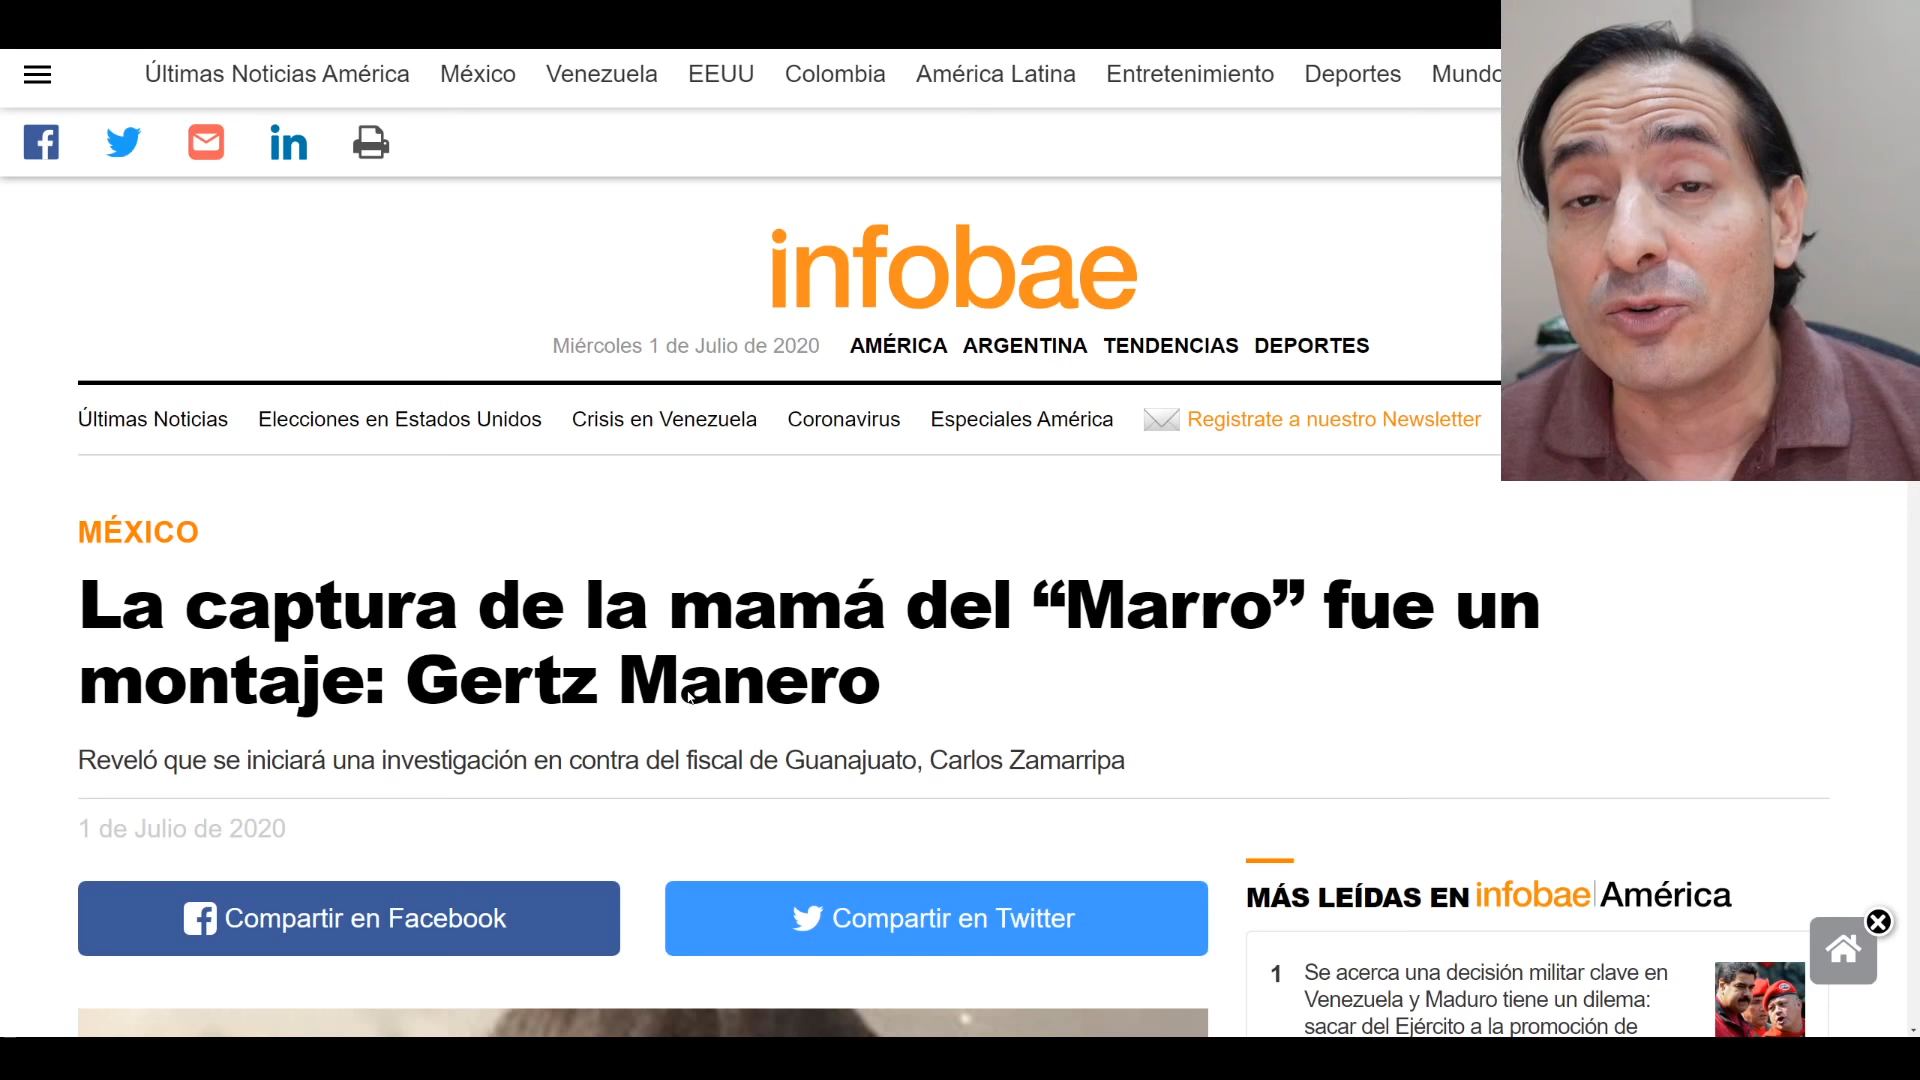 Últimas Noticias América México Venezuela EEUU Colombia América Latina Entretenimiento Deportes Mundo
infobae
Miércoles 1 de Julio de 2020 AMÉRICA ARGENTINA TENDENCIAS DEPORTES
Últimas Noticias Elecciones en Estados Unidos Crisis en Venezuela Coronavirus Especiales América Registrate a nuestro Newsletter
MÉXICO
La captura de la mamá del “Marro” fue un
montaje: Gertz Manero
Reveló que se iniciará una investigación en contra del fiscal de Guanajuato, Carlos Zamarripa
1 de Julio de 2020
Compartir en Facebook
Compartir en Twitter
MÁS LEÍDAS EN infobae América
1 Se acerca una decisión militar clave en
Venezuela y Maduro tiene un dilema:
sacar del Ejército a la promoción de